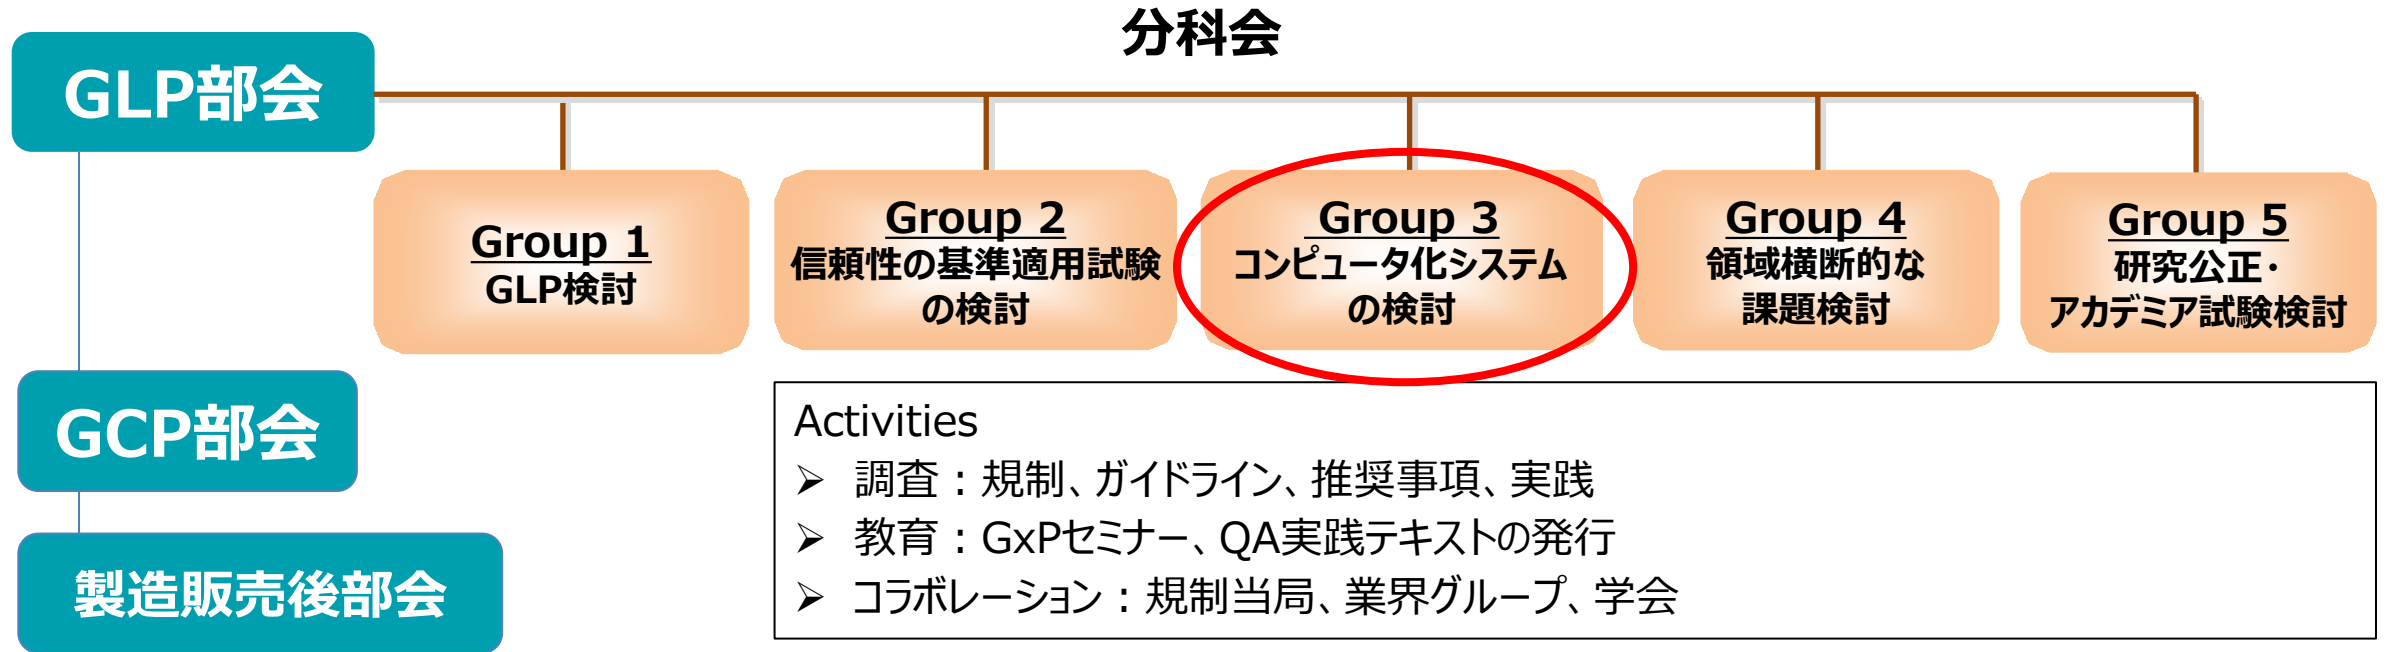 分科会
GLP部会
Group 1
GLP検討
Group 2
信頼性の基準適用試験
の検討
Group 3
コンピュータ化システム
の検討
Group 4
領域横断的な
課題検討
Group 5
研究公正・
アカデミア試験検討
GCP部会
製造販売後部会
Activities
➢ 調査：規制、ガイドライン、推奨事項、実践
➢ 教育：GxPセミナー、QA実践テキストの発行
➢ コラボレーション：規制当局、業界グループ、学会